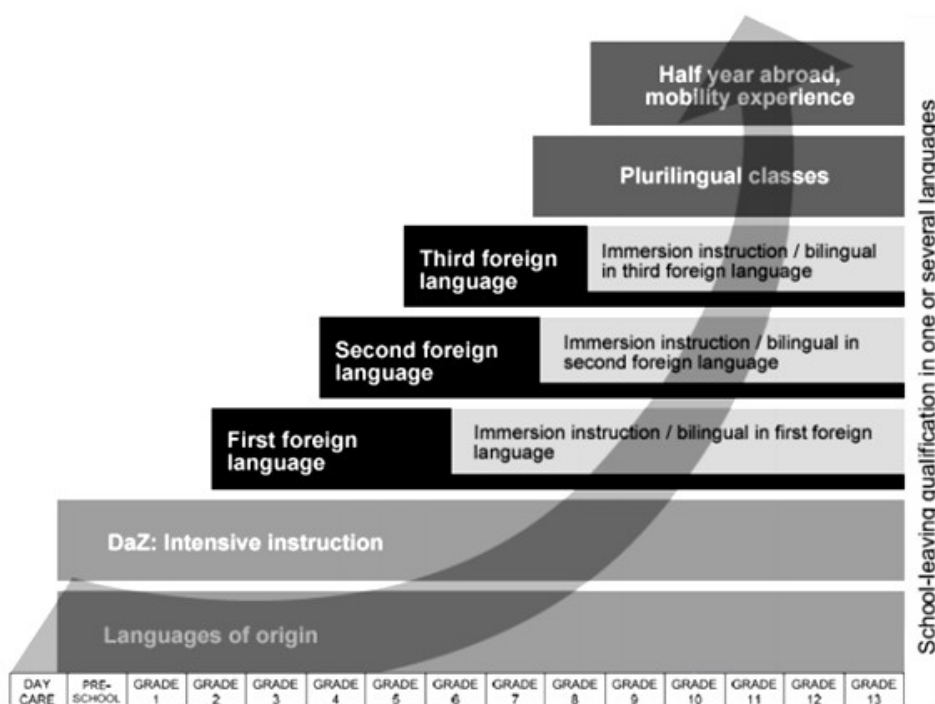 Half year abroad,
mobility experience
Plurilingual classes
Third foreign
language
Immersion instruction / bilingual
in third foreign language
Second foreign
language
Immersion instruction / bilingual in
second foreign language
First foreign
language
Immersion instruction / bilingual in first foreign
language
DaZ: Intensive instruction
Languages of origin
School-leaving qualification in one or several languages
DAY
CARE
PRE-
SCHOOL
GRADE
1
GRADE
2
GRADE
3
GRADE
4
GRADE
5
GRADE
6
GRADE
7
GRADE
8
GRADE
9
GRADE
10
GRADE
11
GRADE
12
GRADE
13